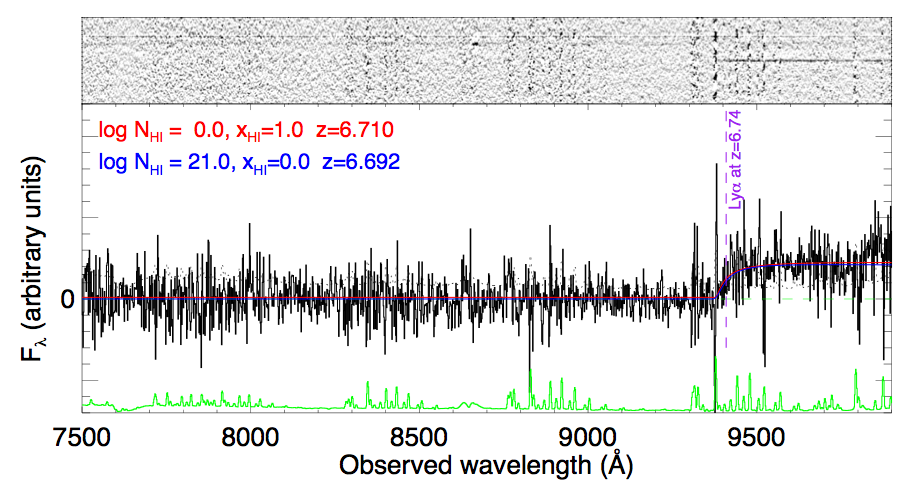 log N_HI = 0.0, x_HI=1.0 z=6.710
log N_HI = 21.0, x_HI=0.0 z=6.692
Lyα at z=6.74
F_λ (arbitrary units)
0
7500 8000 8500 9000 9500
Observed wavelength (Å)